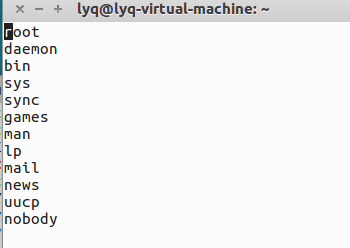 lyq@lyq-virtual-machine: ~
root
daemon
bin
sys
sync
games
man
lp
mail
news
uucp
nobody